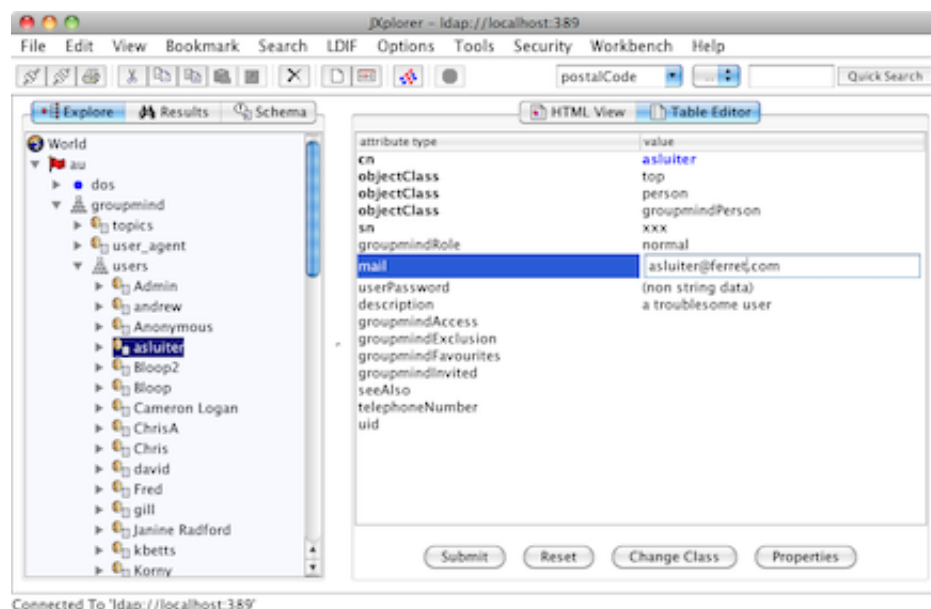 JXplorer – ldap://localhost:389
File Edit View Bookmark Search LDIF Options Tools Security Workbench Help
postalCode ... Quick Search
Explore Results Schema
World
au
dos
groupmind
topics
user_agent
users
Admin
andrew
Anonymous
asluiter
Bloop2
Bloop
Cameron Logan
ChrisA
Chris
david
Fred
gill
Janine Radford
kbetts
Korny
HTML View Table Editor
attribute type value
cn asluiter
objectClass top
objectClass person
objectClass groupmindPerson
sn xxx
groupmindRole normal
mail asluiter@ferret.com
userPassword (non string data)
description a troublesome user
groupmindAccess
groupmindExclusion
groupmindFavourites
groupmindInvited
seeAlso
telephoneNumber
uid
Submit Reset Change Class Properties
Connected To 'ldap://localhost:389'